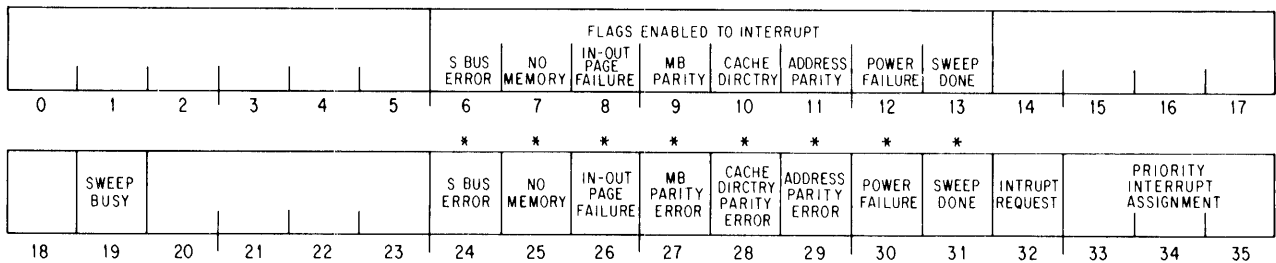 FLAGS ENABLED TO INTERRUPT
S BUS ERROR NO MEMORY IN-OUT PAGE FAILURE MB PARITY CACHE DIRCTRY ADDRESS PARITY POWER FAILURE SWEEP DONE
0 1 2 3 4 5 6 7 8 9 10 11 12 13 14 15 16 17
* * * * * * * *
SWEEP BUSY S BUS ERROR NO MEMORY IN-OUT PAGE FAILURE MB PARITY ERROR CACHE DIRCTRY PARITY ERROR ADDRESS PARITY ERROR POWER FAILURE SWEEP DONE INTRUPT REQUEST PRIORITY INTERRUPT ASSIGNMENT
18 19 20 21 22 23 24 25 26 27 28 29 30 31 32 33 34 35